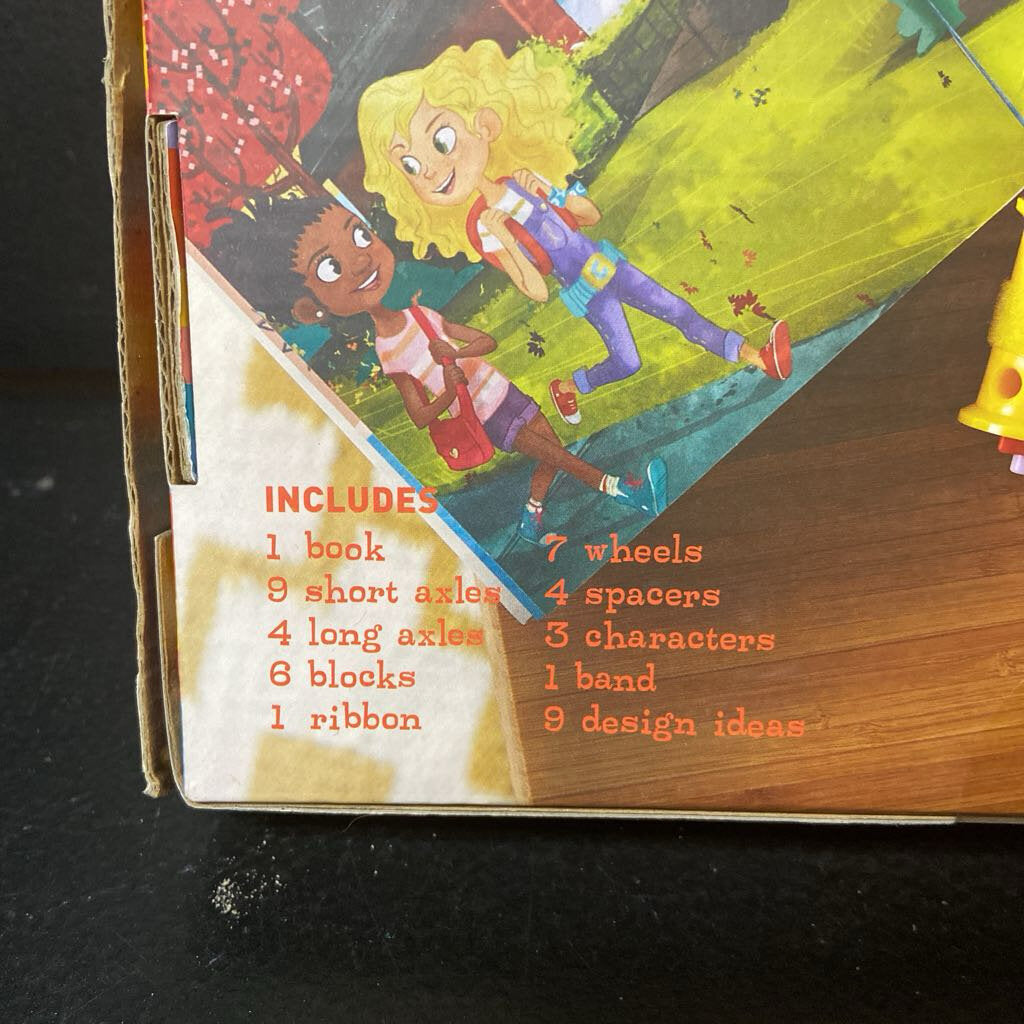 INCLUDES
1 book
9 short axles
4 long axles
6 blocks
1 ribbon
7 wheels
4 spacers
3 characters
1 band
9 design ideas